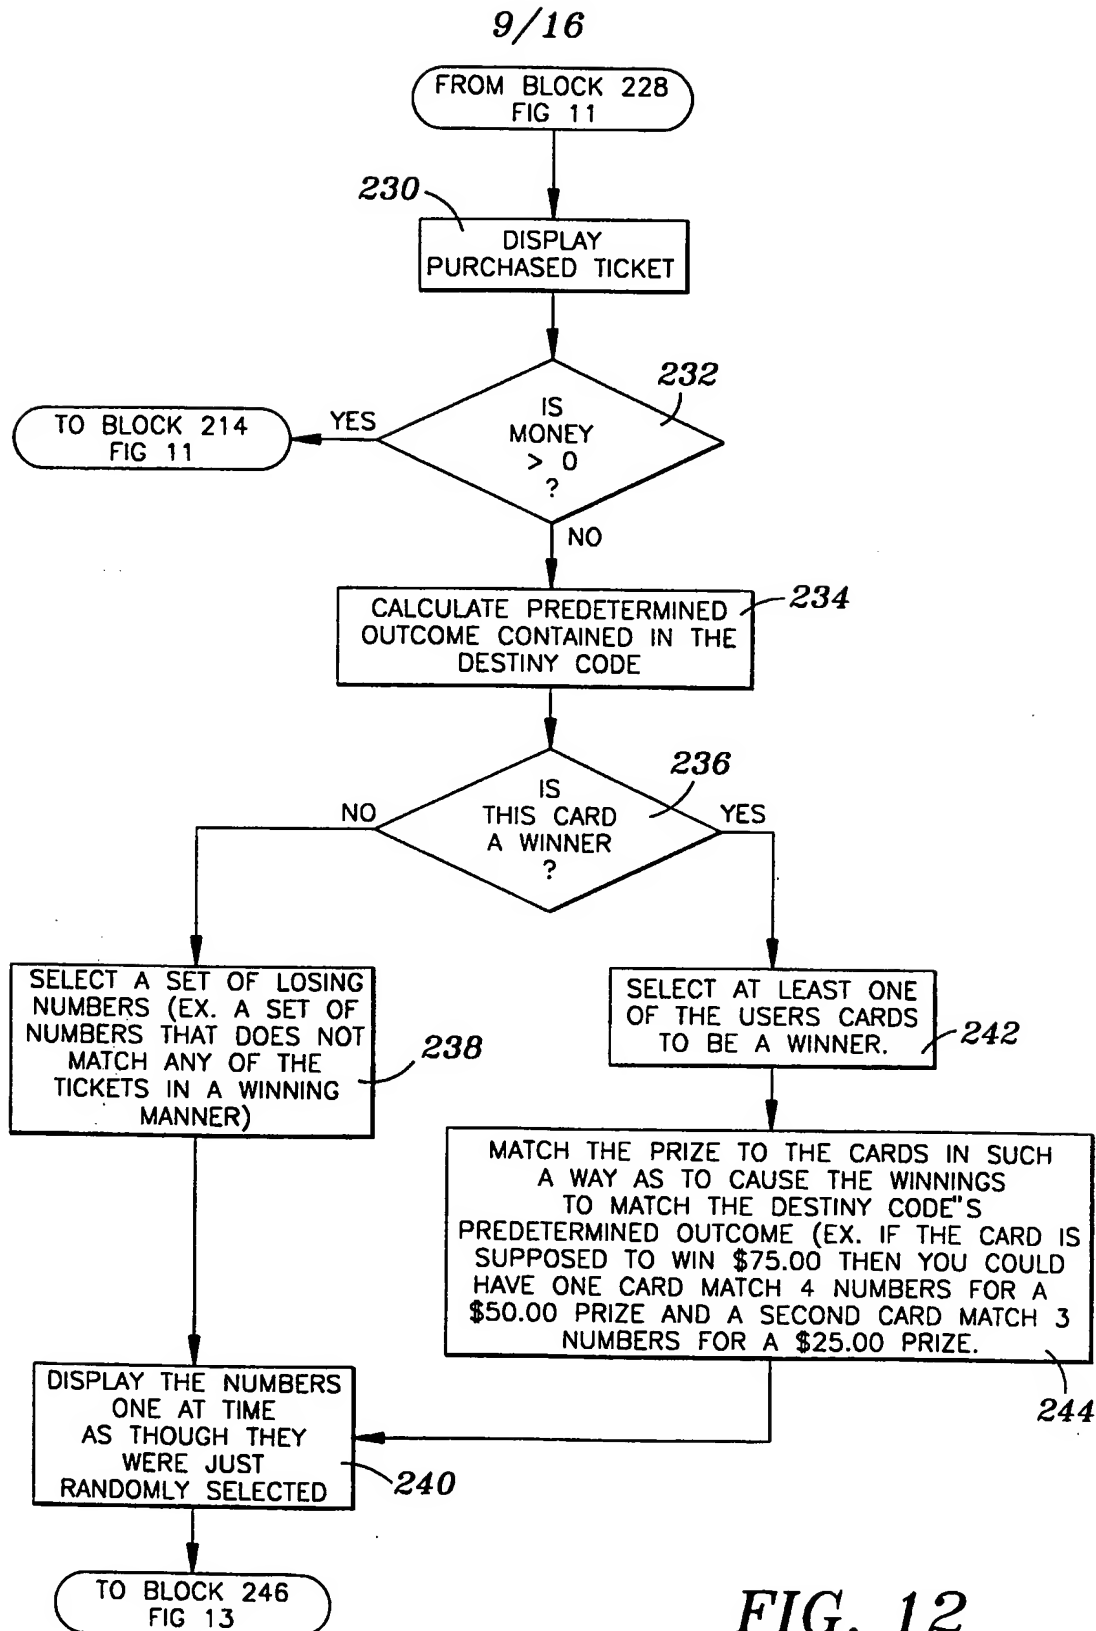 9/16
FROM BLOCK 228
FIG 11
230
DISPLAY
PURCHASED TICKET
232
IS
MONEY
> 0
?
YES
TO BLOCK 214
FIG 11
NO
234
CALCULATE PREDETERMINED
OUTCOME CONTAINED IN THE
DESTINY CODE
236
IS
THIS CARD
A WINNER
?
NO
YES
SELECT A SET OF LOSING
NUMBERS (EX. A SET OF
NUMBERS THAT DOES NOT
MATCH ANY OF THE
TICKETS IN A WINNING
MANNER)
238
SELECT AT LEAST ONE
OF THE USERS CARDS
TO BE A WINNER.
242
MATCH THE PRIZE TO THE CARDS IN SUCH
A WAY AS TO CAUSE THE WINNINGS
TO MATCH THE DESTINY CODE"S
PREDETERMINED OUTCOME (EX. IF THE CARD IS
SUPPOSED TO WIN $75.00 THEN YOU COULD
HAVE ONE CARD MATCH 4 NUMBERS FOR A
$50.00 PRIZE AND A SECOND CARD MATCH 3
NUMBERS FOR A $25.00 PRIZE.
244
DISPLAY THE NUMBERS
ONE AT TIME
AS THOUGH THEY
WERE JUST
RANDOMLY SELECTED
240
TO BLOCK 246
FIG 13
FIG. 12